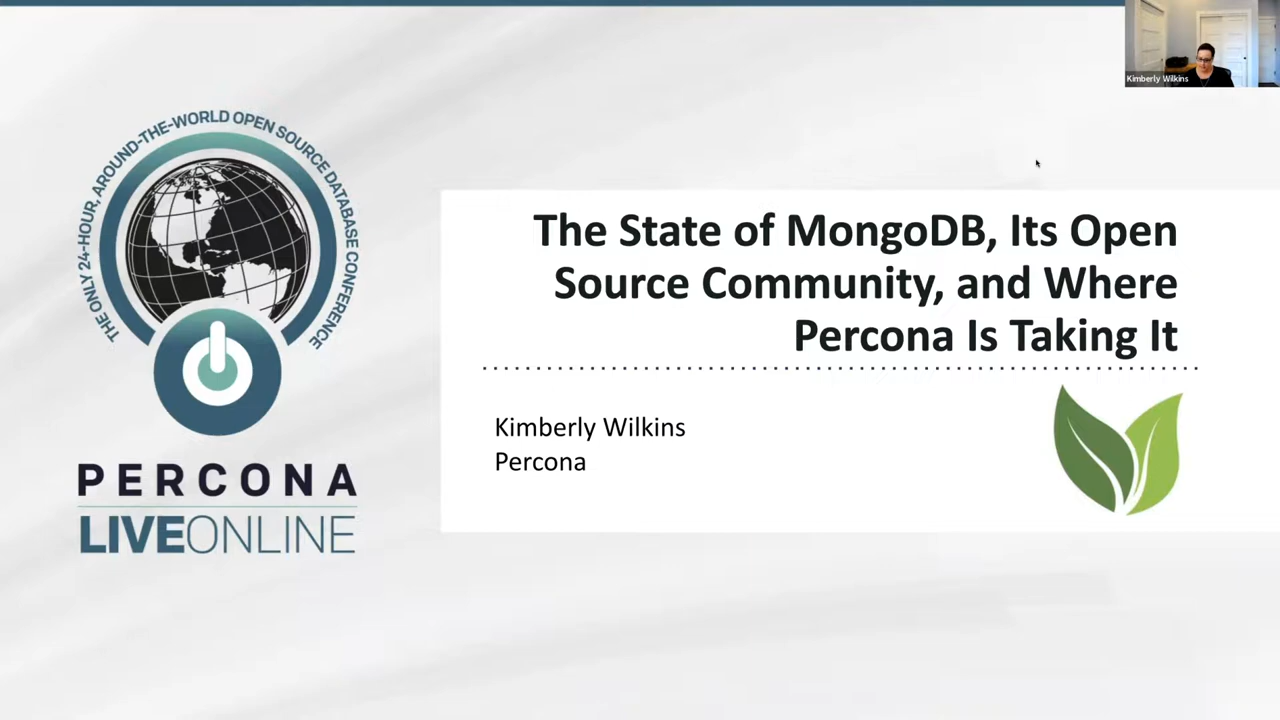 Kimberly Wilkins
THE ONLY 24-HOUR, AROUND-THE-WORLD OPEN SOURCE DATABASE CONFERENCE
The State of MongoDB, Its Open
Source Community, and Where
Percona Is Taking It
Kimberly Wilkins
Percona
PERCONA
LIVEONLINE